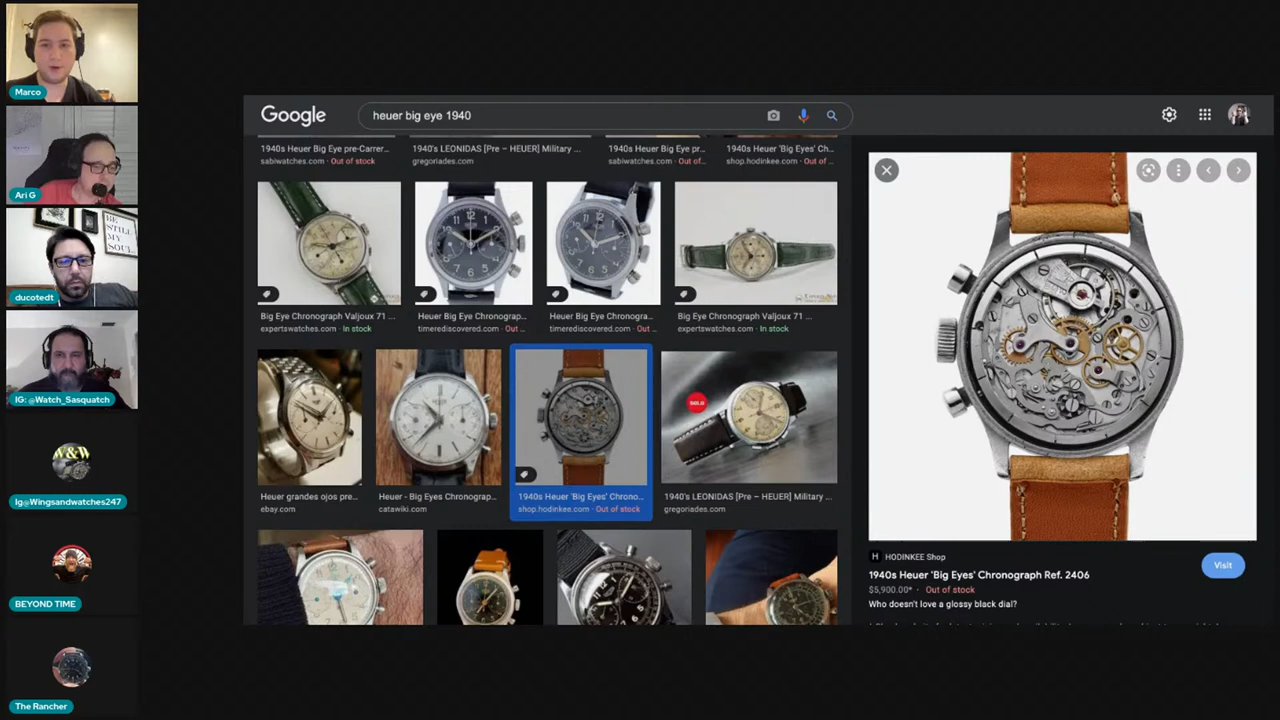 Marco
Ari G
BE
STILL
MY
SOUL.
ducotedt
IG: @Watch_Sasquatch
W&W
Ig@Wingsandwatches247
BEYOND TIME
The Rancher
Google
heuer big eye 1940
1940s Heuer Big Eye pre-Carrer...
sabiwatches.com · Out of stock
1940's LEONIDAS [Pre – HEUER] Military ...
gregoriades.com
1940s Heuer Big Eye pr...
sabiwatches.com · Out of...
1940s Heuer 'Big Eyes' Ch...
shop.hodinkee.com · Out of ...
Big Eye Chronograph Valjoux 71 ...
expertswatches.com · In stock
Heuer Big Eye Chronog...
timerediscovered.com · Out ...
Heuer Big Eye Chronogra...
timerediscovered.com · Out ...
Big Eye Chronograph Valjoux 71 ...
expertswatches.com · In stock
SOLD
Heuer grandes ojos pre...
ebay.com
Heuer - Big Eyes Chronograp...
catawiki.com
1940s Heuer 'Big Eyes' Chrono...
shop.hodinkee.com · Out of stock
1940's LEONIDAS [Pre – HEUER] Military ...
gregoriades.com
H HODINKEE Shop
1940s Heuer 'Big Eyes' Chronograph Ref. 2406
$5,900.00* · Out of stock
Who doesn't love a glossy black dial?
Visit